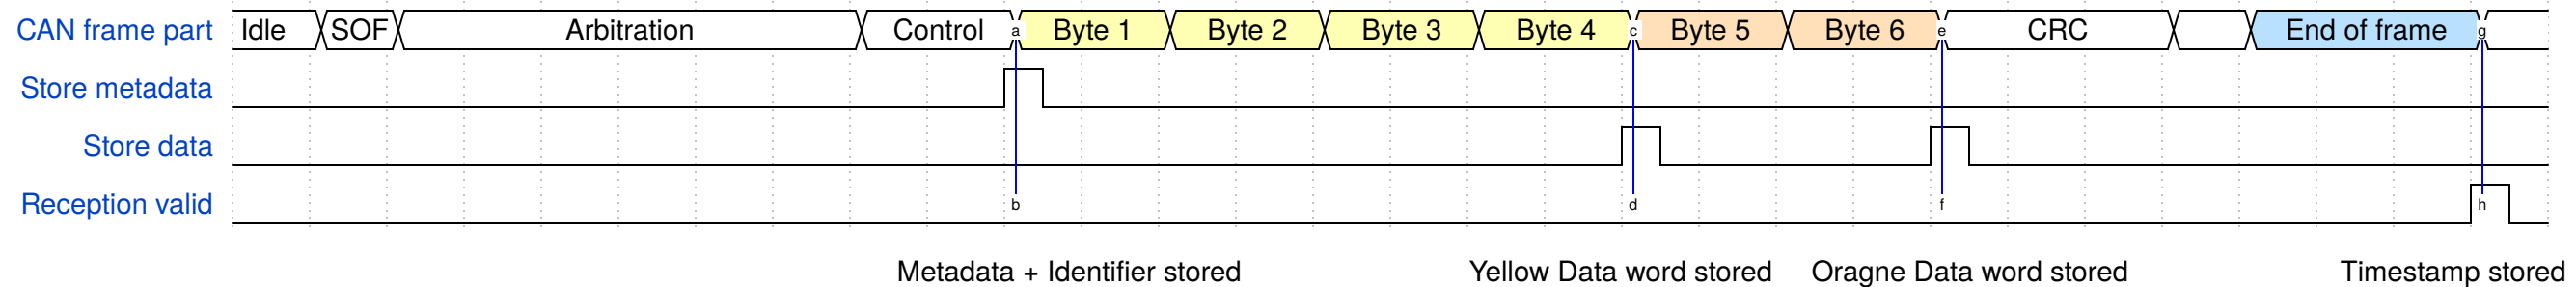 CAN frame part Idle SOF Arbitration Control a Byte 1 Byte 2 Byte 3 Byte 4 c Byte 5 Byte 6 e CRC End of frame g
Store metadata
Store data
Reception valid b d f h
Metadata + Identifier stored Yellow Data word stored Oragne Data word stored Timestamp stored